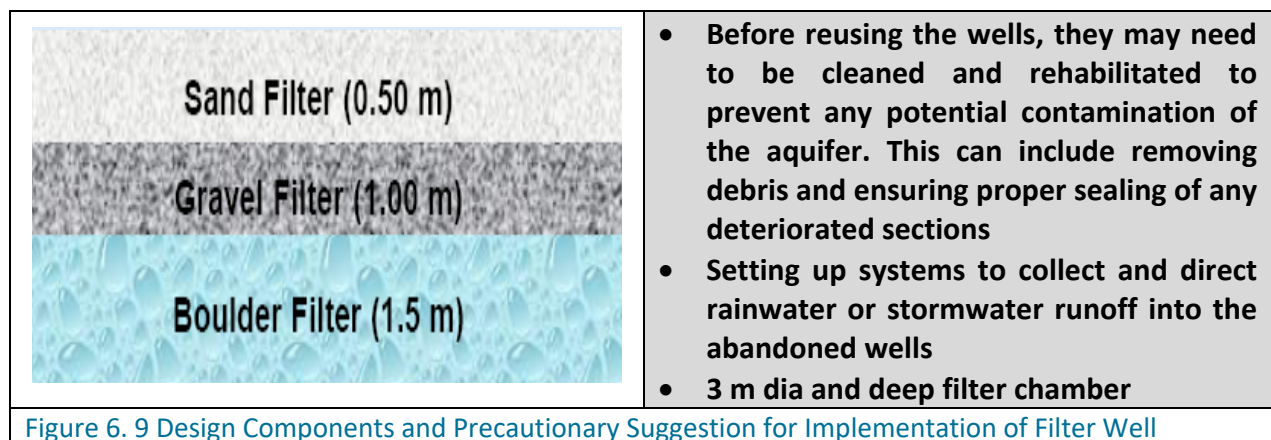 Sand Filter (0.50 m)
Gravel Filter (1.00 m)
Boulder Filter (1.5 m)
• Before reusing the wells, they may need
to be cleaned and rehabilitated to
prevent any potential contamination of
the aquifer. This can include removing
debris and ensuring proper sealing of any
deteriorated sections
• Setting up systems to collect and direct
rainwater or stormwater runoff into the
abandoned wells
• 3 m dia and deep filter chamber
Figure 6. 9 Design Components and Precautionary Suggestion for Implementation of Filter Well